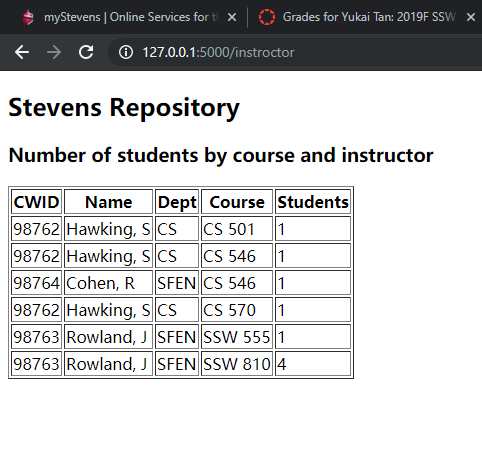 myStevens | Online Services for t
Grades for Yukai Tan: 2019F SSW
127.0.0.1:5000/instroctor
Stevens Repository
Number of students by course and instructor
CWID Name Dept Course Students
98762 Hawking, S CS CS 501 1
98762 Hawking, S CS CS 546 1
98764 Cohen, R SFEN CS 546 1
98762 Hawking, S CS CS 570 1
98763 Rowland, J SFEN SSW 555 1
98763 Rowland, J SFEN SSW 810 4